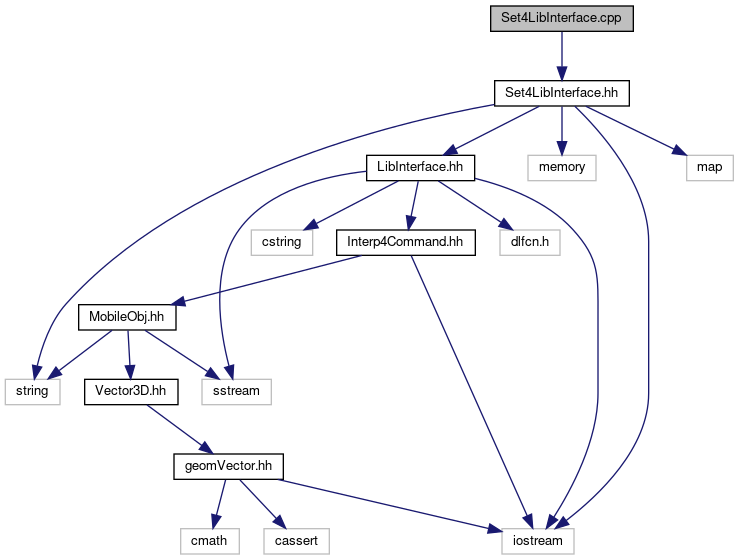 Set4LibInterface.cpp
Set4LibInterface.hh
LibInterface.hh
memory
map
cstring
Interp4Command.hh
dlfcn.h
MobileObj.hh
string
Vector3D.hh
sstream
geomVector.hh
cmath
cassert
iostream